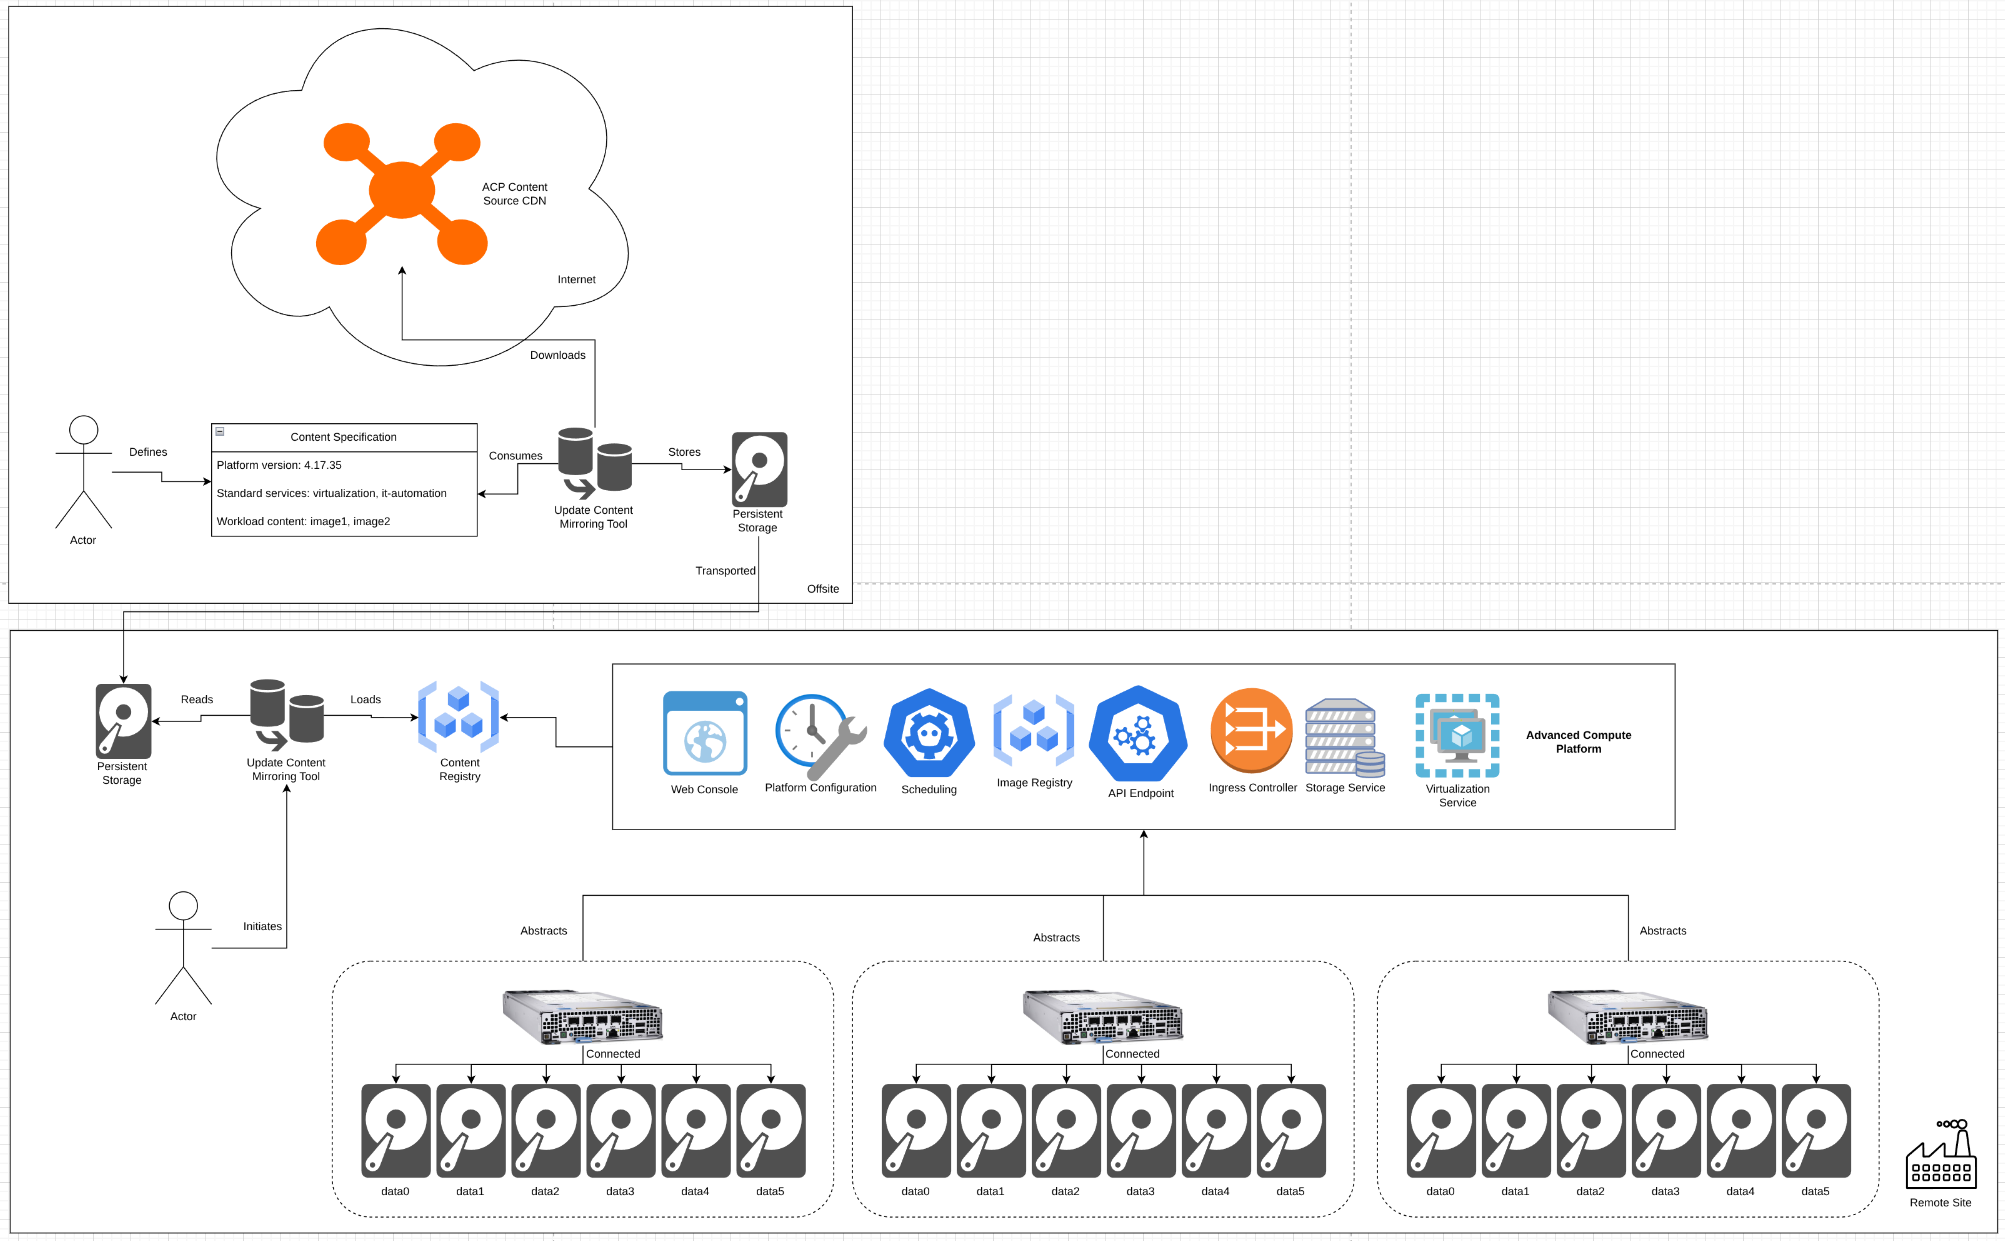 ACP Content
Source CDN
Internet
Downloads
Defines
Content Specification
Platform version: 4.17.35
Standard services: virtualization, it-automation
Workload content: image1, image2
Consumes
Stores
Update Content
Mirroring Tool
Persistent
Storage
Actor
Transported
Offsite
Reads
Loads
Persistent
Storage
Update Content
Mirroring Tool
Content
Registry
Web Console
Platform Configuration
Scheduling
Image Registry
API Endpoint
Ingress Controller
Storage Service
Virtualization
Service
Advanced Compute
Platform
Initiates
Actor
Abstracts
Abstracts
Abstracts
Connected
Connected
Connected
data0
data1
data2
data3
data4
data5
data0
data1
data2
data3
data4
data5
data0
data1
data2
data3
data4
data5
Remote Site